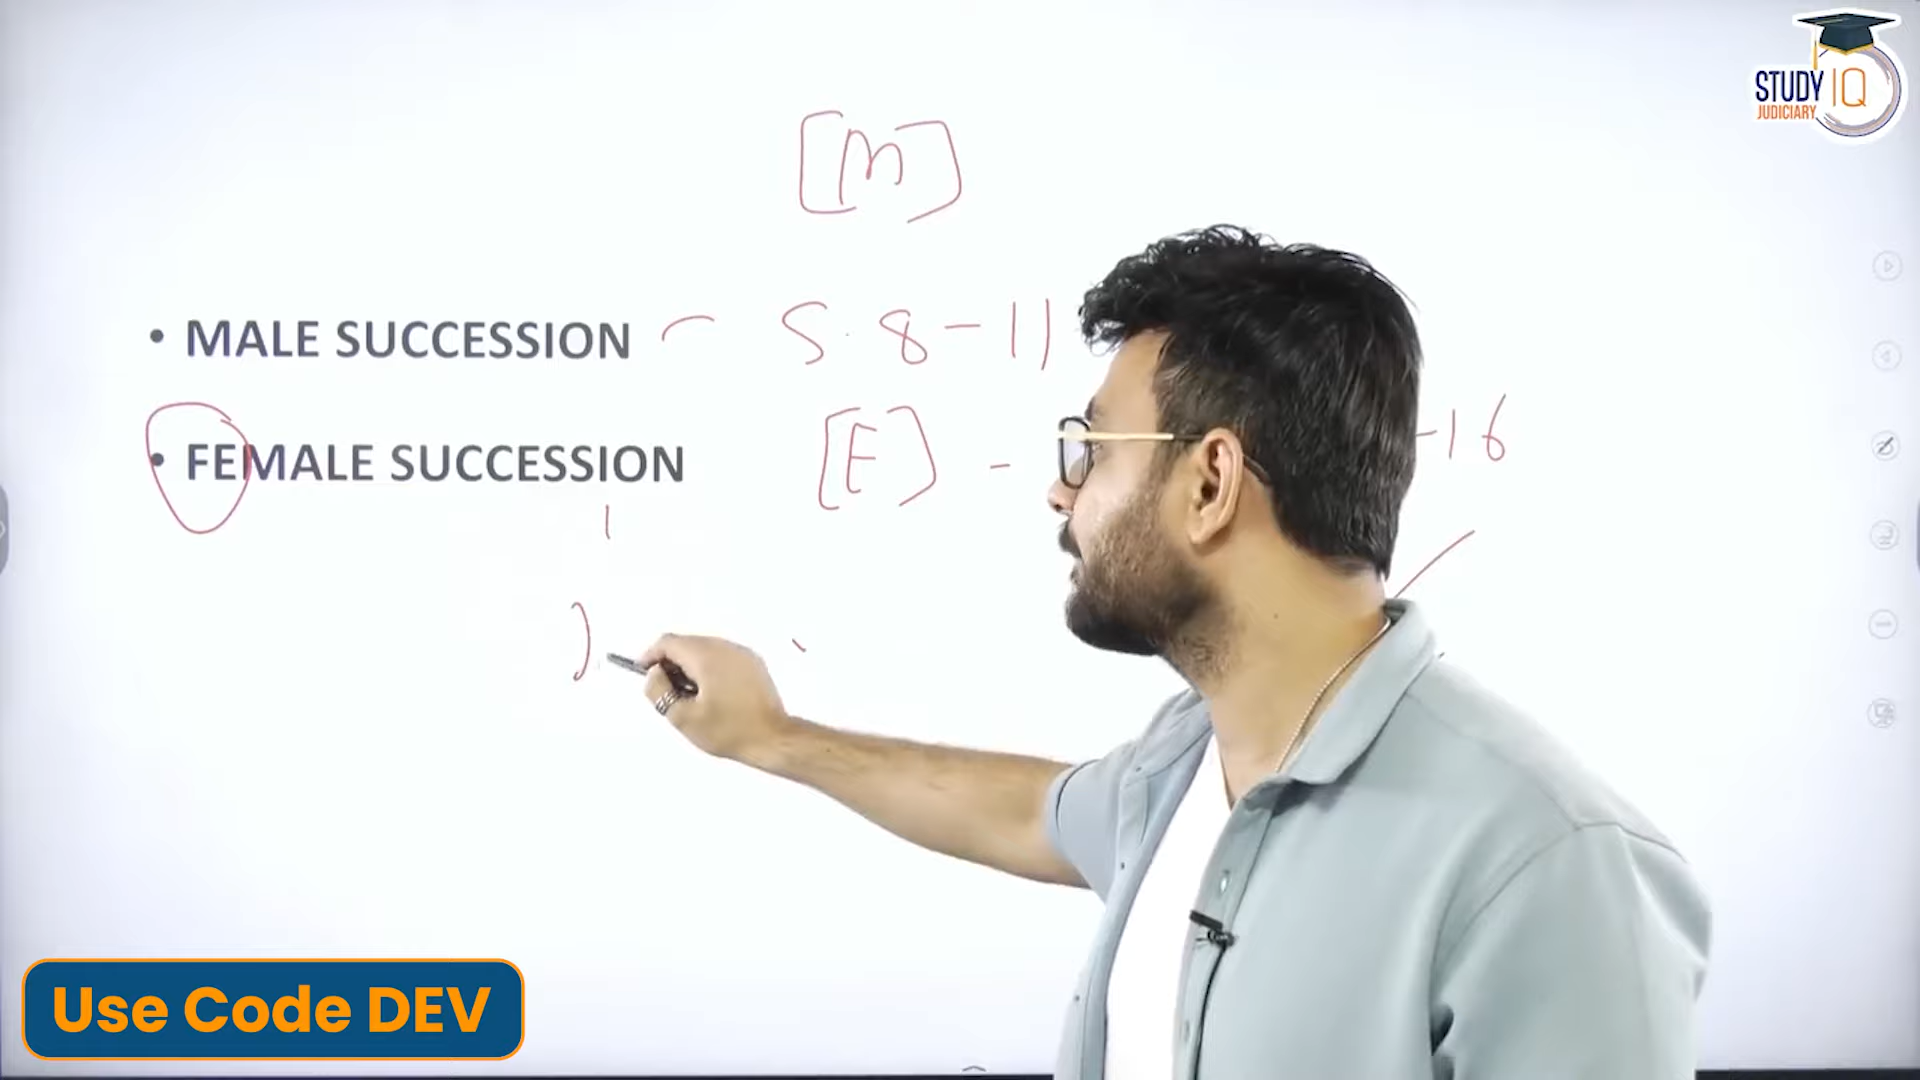 STUDY IQ
JUDICIARY
[M]
• MALE SUCCESSION - S. 8-11
• FEMALE SUCCESSION [F] - -16
Use Code DEV